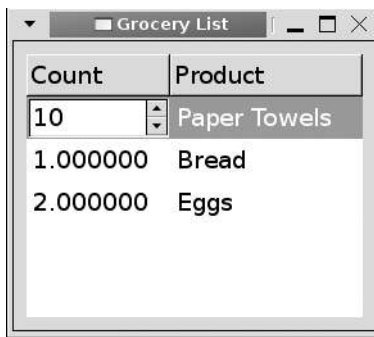 Grocery List
Count Product
10 Paper Towels
1.000000 Bread
2.000000 Eggs